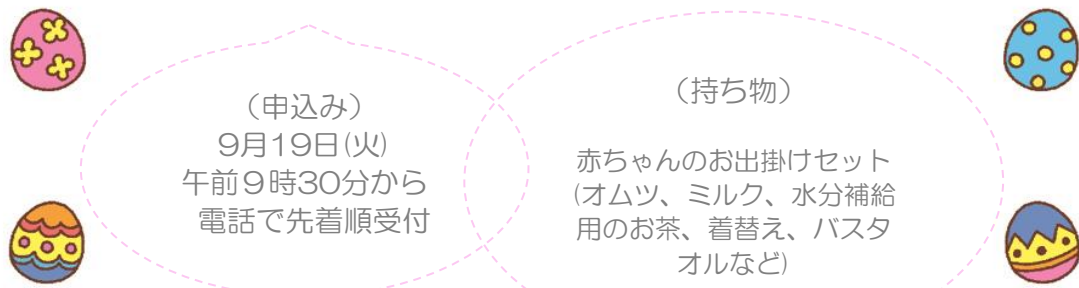 （申込み）
9月19日(火)
午前９時30分から
電話で先着順受付
（持ち物）
赤ちゃんのお出掛けセット
(オムツ、ミルク、水分補給
用のお茶、着替え、バスタ
オルなど)